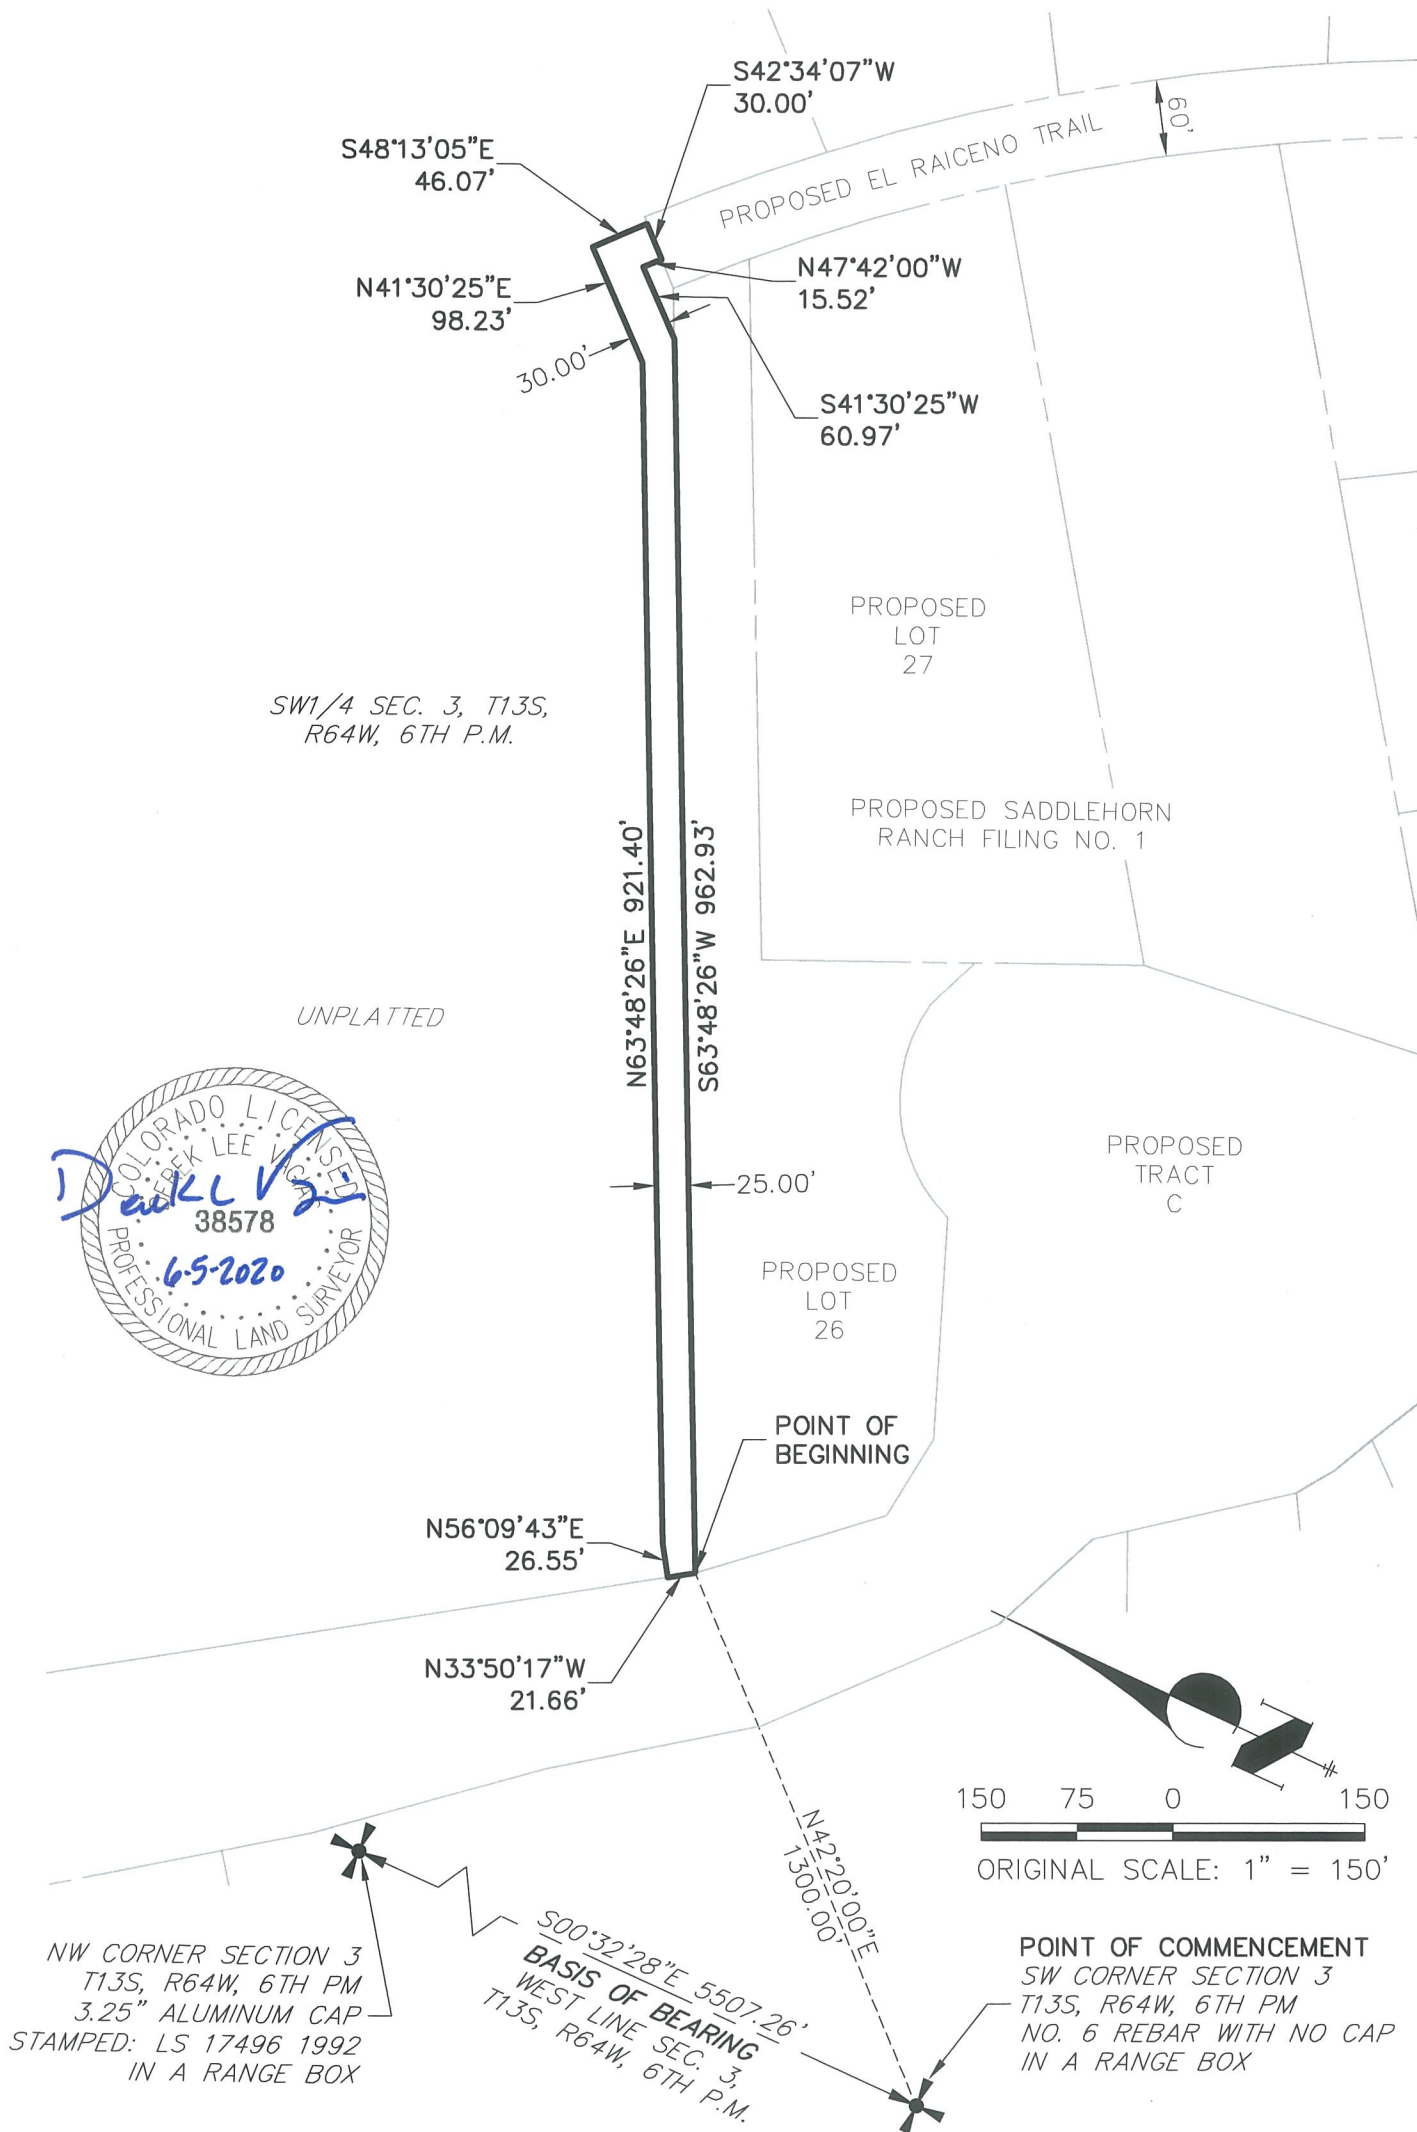 S42°34'07"W
30.00'
S48°13'05"E
46.07'
60'
PROPOSED EL RAICENO TRAIL
N41°30'25"E
98.23'
N47°42'00"W
15.52'
30.00'
S41°30'25"W
60.97'
PROPOSED
LOT
27
SW1/4 SEC. 3, T13S,
R64W, 6TH P.M.
PROPOSED SADDLEHORN
RANCH FILING NO. 1
N63°48'26"E 921.40'
S63°48'26"W 962.93'
UNPLATTED
COLORADO LICENSED
DEREK LEE
38578
6-5-2020
PROFESSIONAL LAND SURVEYOR
PROPOSED
TRACT
C
25.00'
PROPOSED
LOT
26
POINT OF
BEGINNING
N56°09'43"E
26.55'
N33°50'17"W
21.66'
N42°20'00"E
1300.00'
150 75 0 150
ORIGINAL SCALE: 1" = 150'
NW CORNER SECTION 3
T13S, R64W, 6TH PM
3.25" ALUMINUM CAP
STAMPED: LS 17496 1992
IN A RANGE BOX
S00°32'28"E 5507.26'
BASIS OF BEARING
WEST LINE SEC. 3,
T13S, R64W, 6TH P.M.
POINT OF COMMENCEMENT
SW CORNER SECTION 3
T13S, R64W, 6TH PM
NO. 6 REBAR WITH NO CAP
IN A RANGE BOX